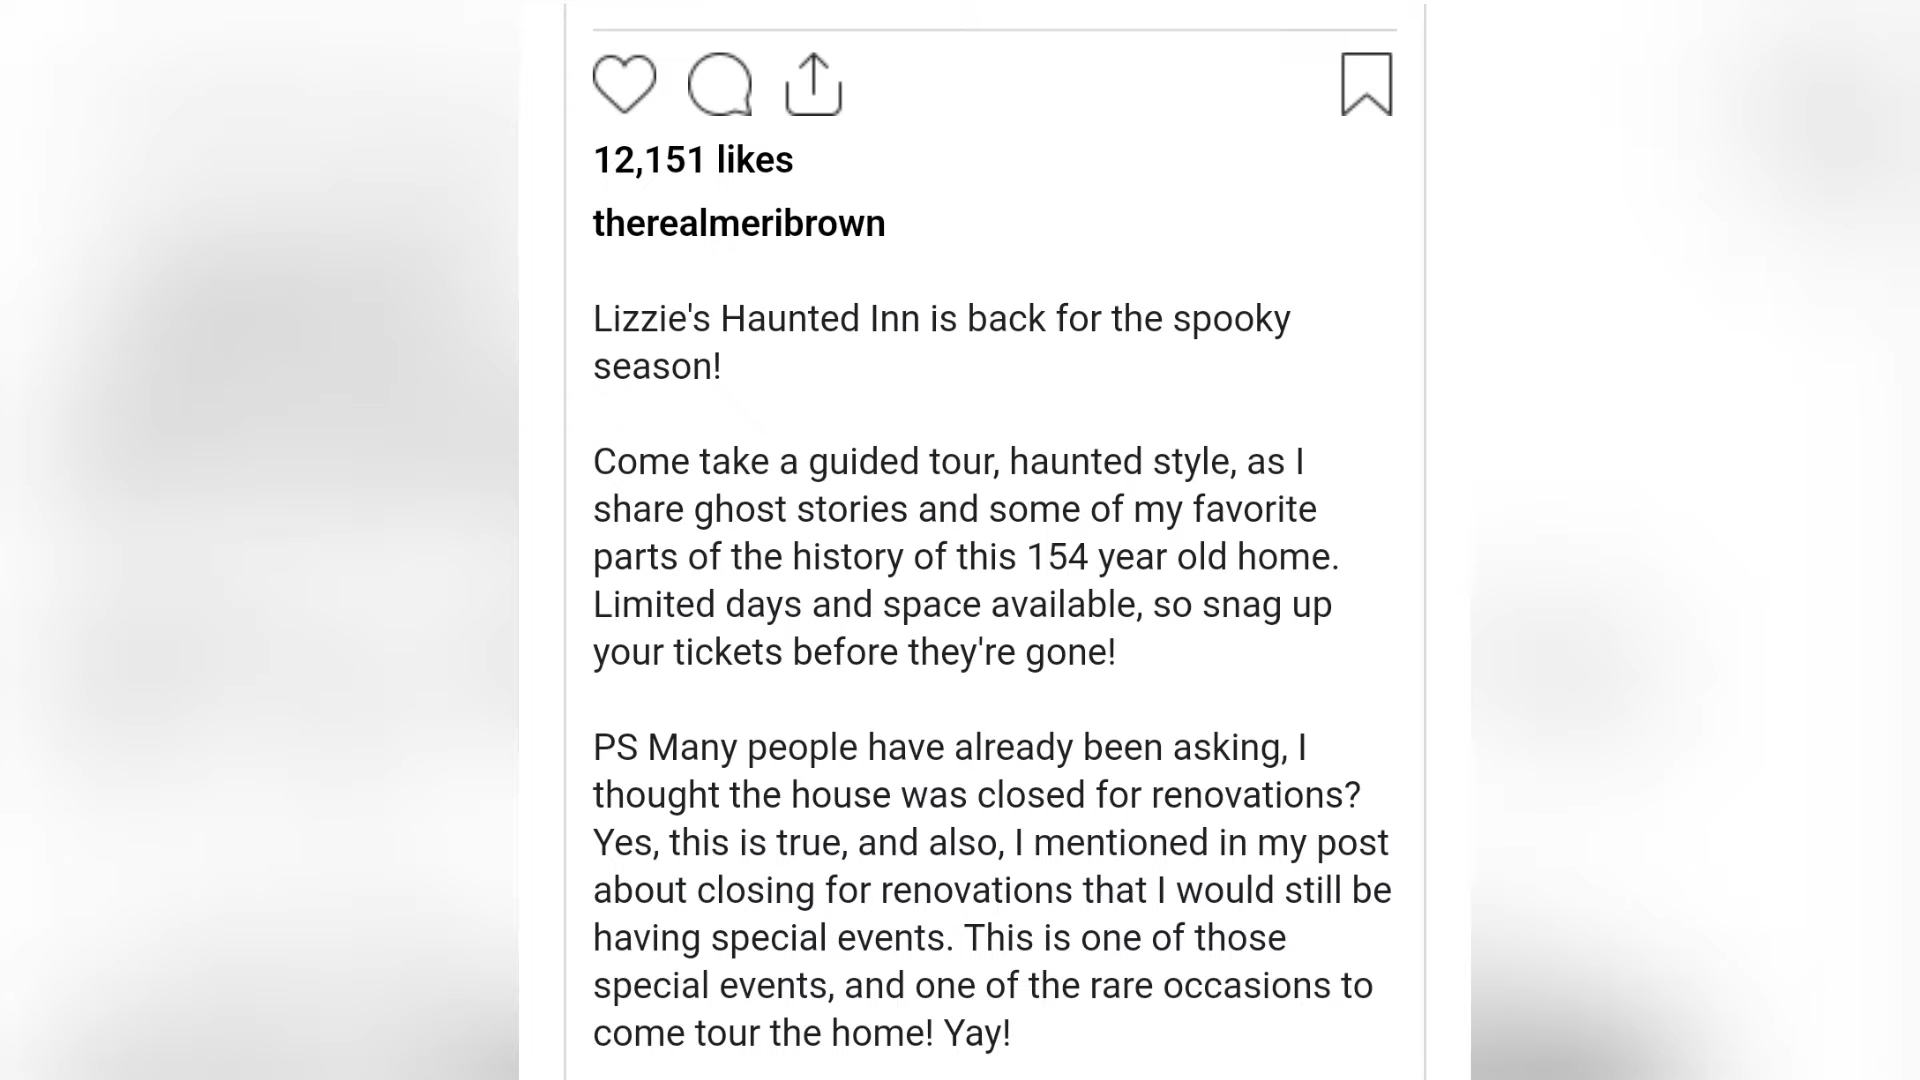 12,151 likes
therealmeribrown
Lizzie's Haunted Inn is back for the spooky
season!
Come take a guided tour, haunted style, as I
share ghost stories and some of my favorite
parts of the history of this 154 year old home.
Limited days and space available, so snag up
your tickets before they're gone!
PS Many people have already been asking, I
thought the house was closed for renovations?
Yes, this is true, and also, I mentioned in my post
about closing for renovations that I would still be
having special events. This is one of those
special events, and one of the rare occasions to
come tour the home! Yay!